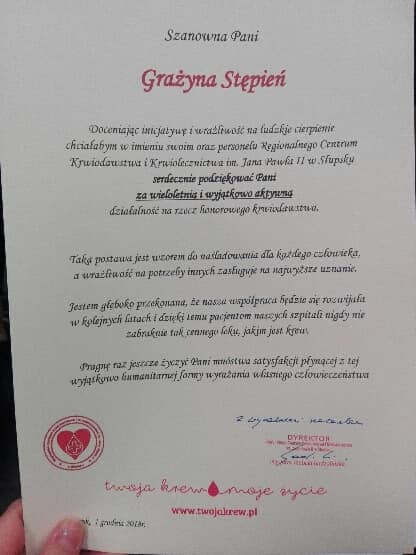 Szanowna Pani
Grażyna Stępień
Doceniając inicjatywę i wrażliwość na ludzkie cierpienie
chciałabym w imieniu swoim oraz personelu Regionalnego Centrum
Krwiodawstwa i Krwiolecznictwa im. Jana Pawła II w Słupsku
serdecznie podziękować Pani
za wieloletnią i wyjątkowo aktywną
działalność na rzecz honorowego krwiodawstwa.
Taka postawa jest wzorem do naśladowania dla każdego człowieka,
a wrażliwość na potrzeby innych zasługuje na najwyższe uznanie.
Jestem głęboko przekonana, że nasza współpraca będzie się rozwijała
w kolejnych latach i dzięki temu pacjentom naszych szpitali nigdy nie
zabraknie tak cennego leku, jakim jest krew.
Pragnę raz jeszcze życzyć Pani mnóstwa satysfakcji płynącej z tej
wyjątkowo humanitarnej formy wyrażania własnego człowieczeństwa
DYREKTOR
twoja krew moje życie
www.twojakrew.pl
1 grudnia 2018r.